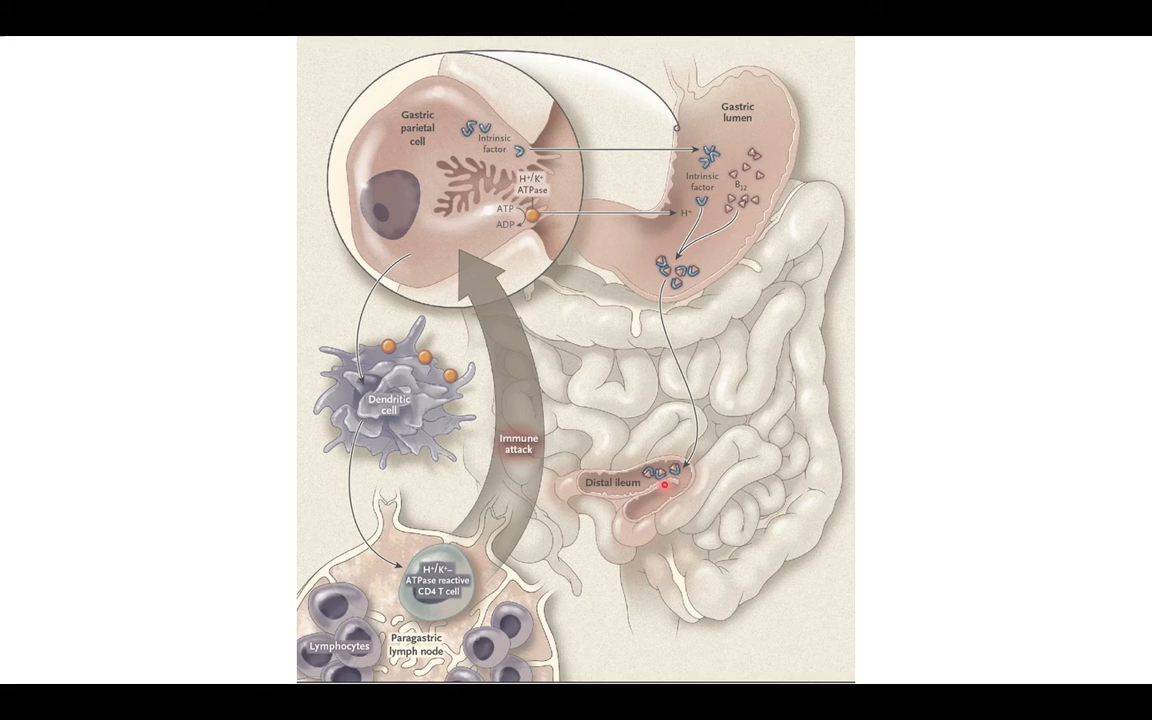 Gastric
parietal
cell
Intrinsic
factor
H⁺/K⁺
ATPase
ATP
ADP
Gastric
lumen
Intrinsic
factor
B₁₂
H⁺
Dendritic
cell
Immune
attack
Distal ileum
H⁺/K⁺–
ATPase reactive
CD4 T cell
Lymphocytes
Paragastric
lymph node